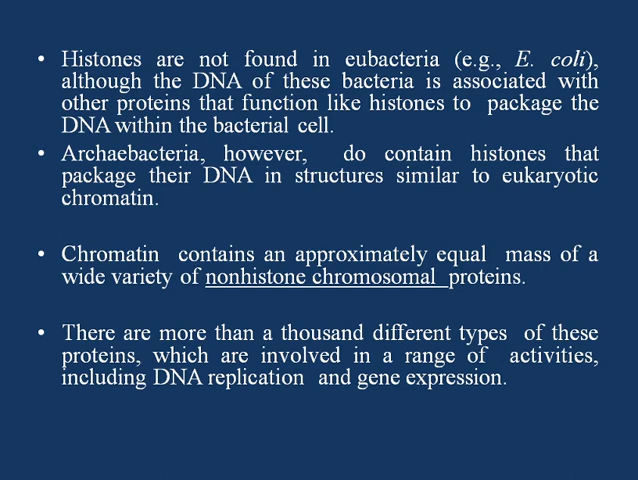 • Histones are not found in eubacteria (e.g., E. coli),
although the DNA of these bacteria is associated with
other proteins that function like histones to package the
DNA within the bacterial cell.
• Archaebacteria, however, do contain histones that
package their DNA in structures similar to eukaryotic
chromatin.
• Chromatin contains an approximately equal mass of a
wide variety of nonhistone chromosomal proteins.
• There are more than a thousand different types of these
proteins, which are involved in a range of activities,
including DNA replication and gene expression.